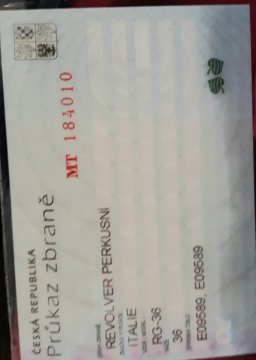 ČESKÁ REPUBLIKA
Průkaz zbraně
MT 184010
REVOLVER PERKUSNÍ
ITALIE
RG-36
36
E09589, E09589